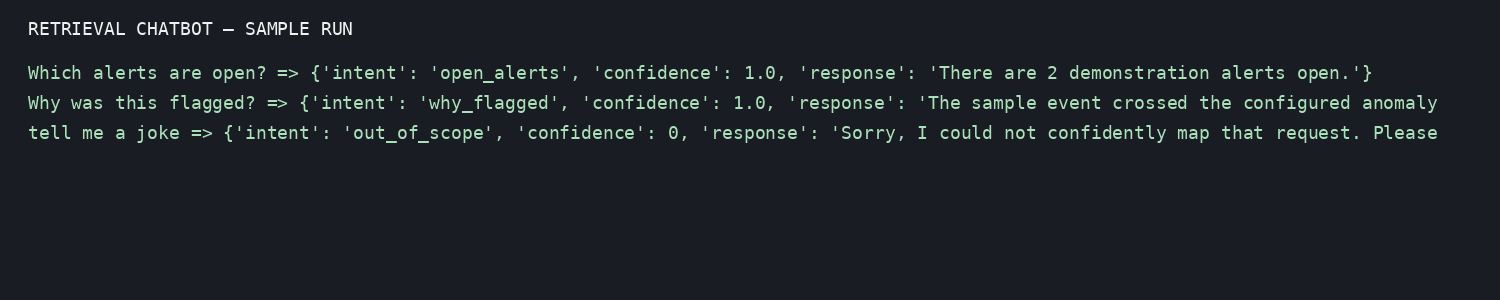 RETRIEVAL CHATBOT — SAMPLE RUN
Which alerts are open? => {'intent': 'open_alerts', 'confidence': 1.0, 'response': 'There are 2 demonstration alerts open.'}
Why was this flagged? => {'intent': 'why_flagged', 'confidence': 1.0, 'response': 'The sample event crossed the configured anomaly
tell me a joke => {'intent': 'out_of_scope', 'confidence': 0, 'response': 'Sorry, I could not confidently map that request. Please